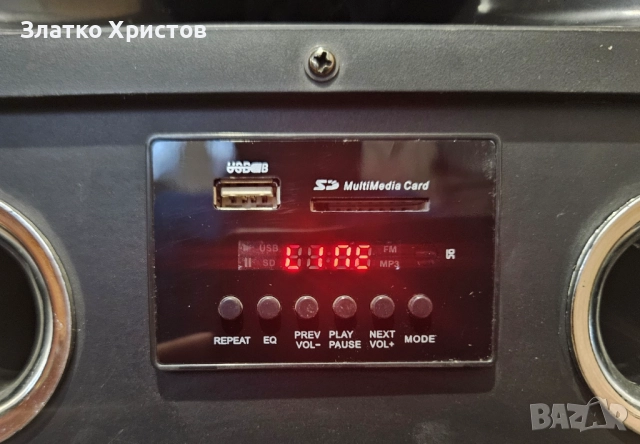 Златко Христов
USB
SD MultiMedia Card
USB FM
SD MP3
REPEAT EQ PREV VOL- PLAY PAUSE NEXT VOL+ MODE
BAZAR